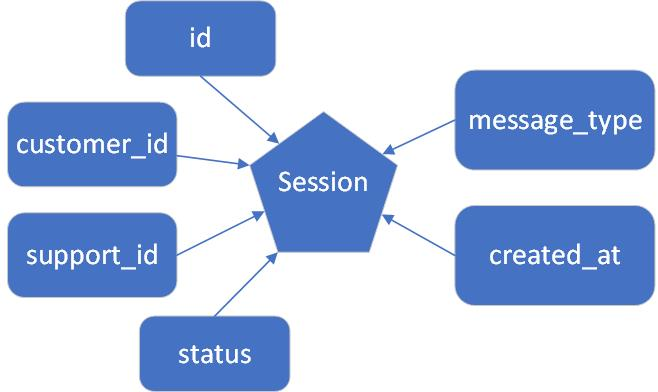 id
customer_id
message_type
Session
support_id
created_at
status